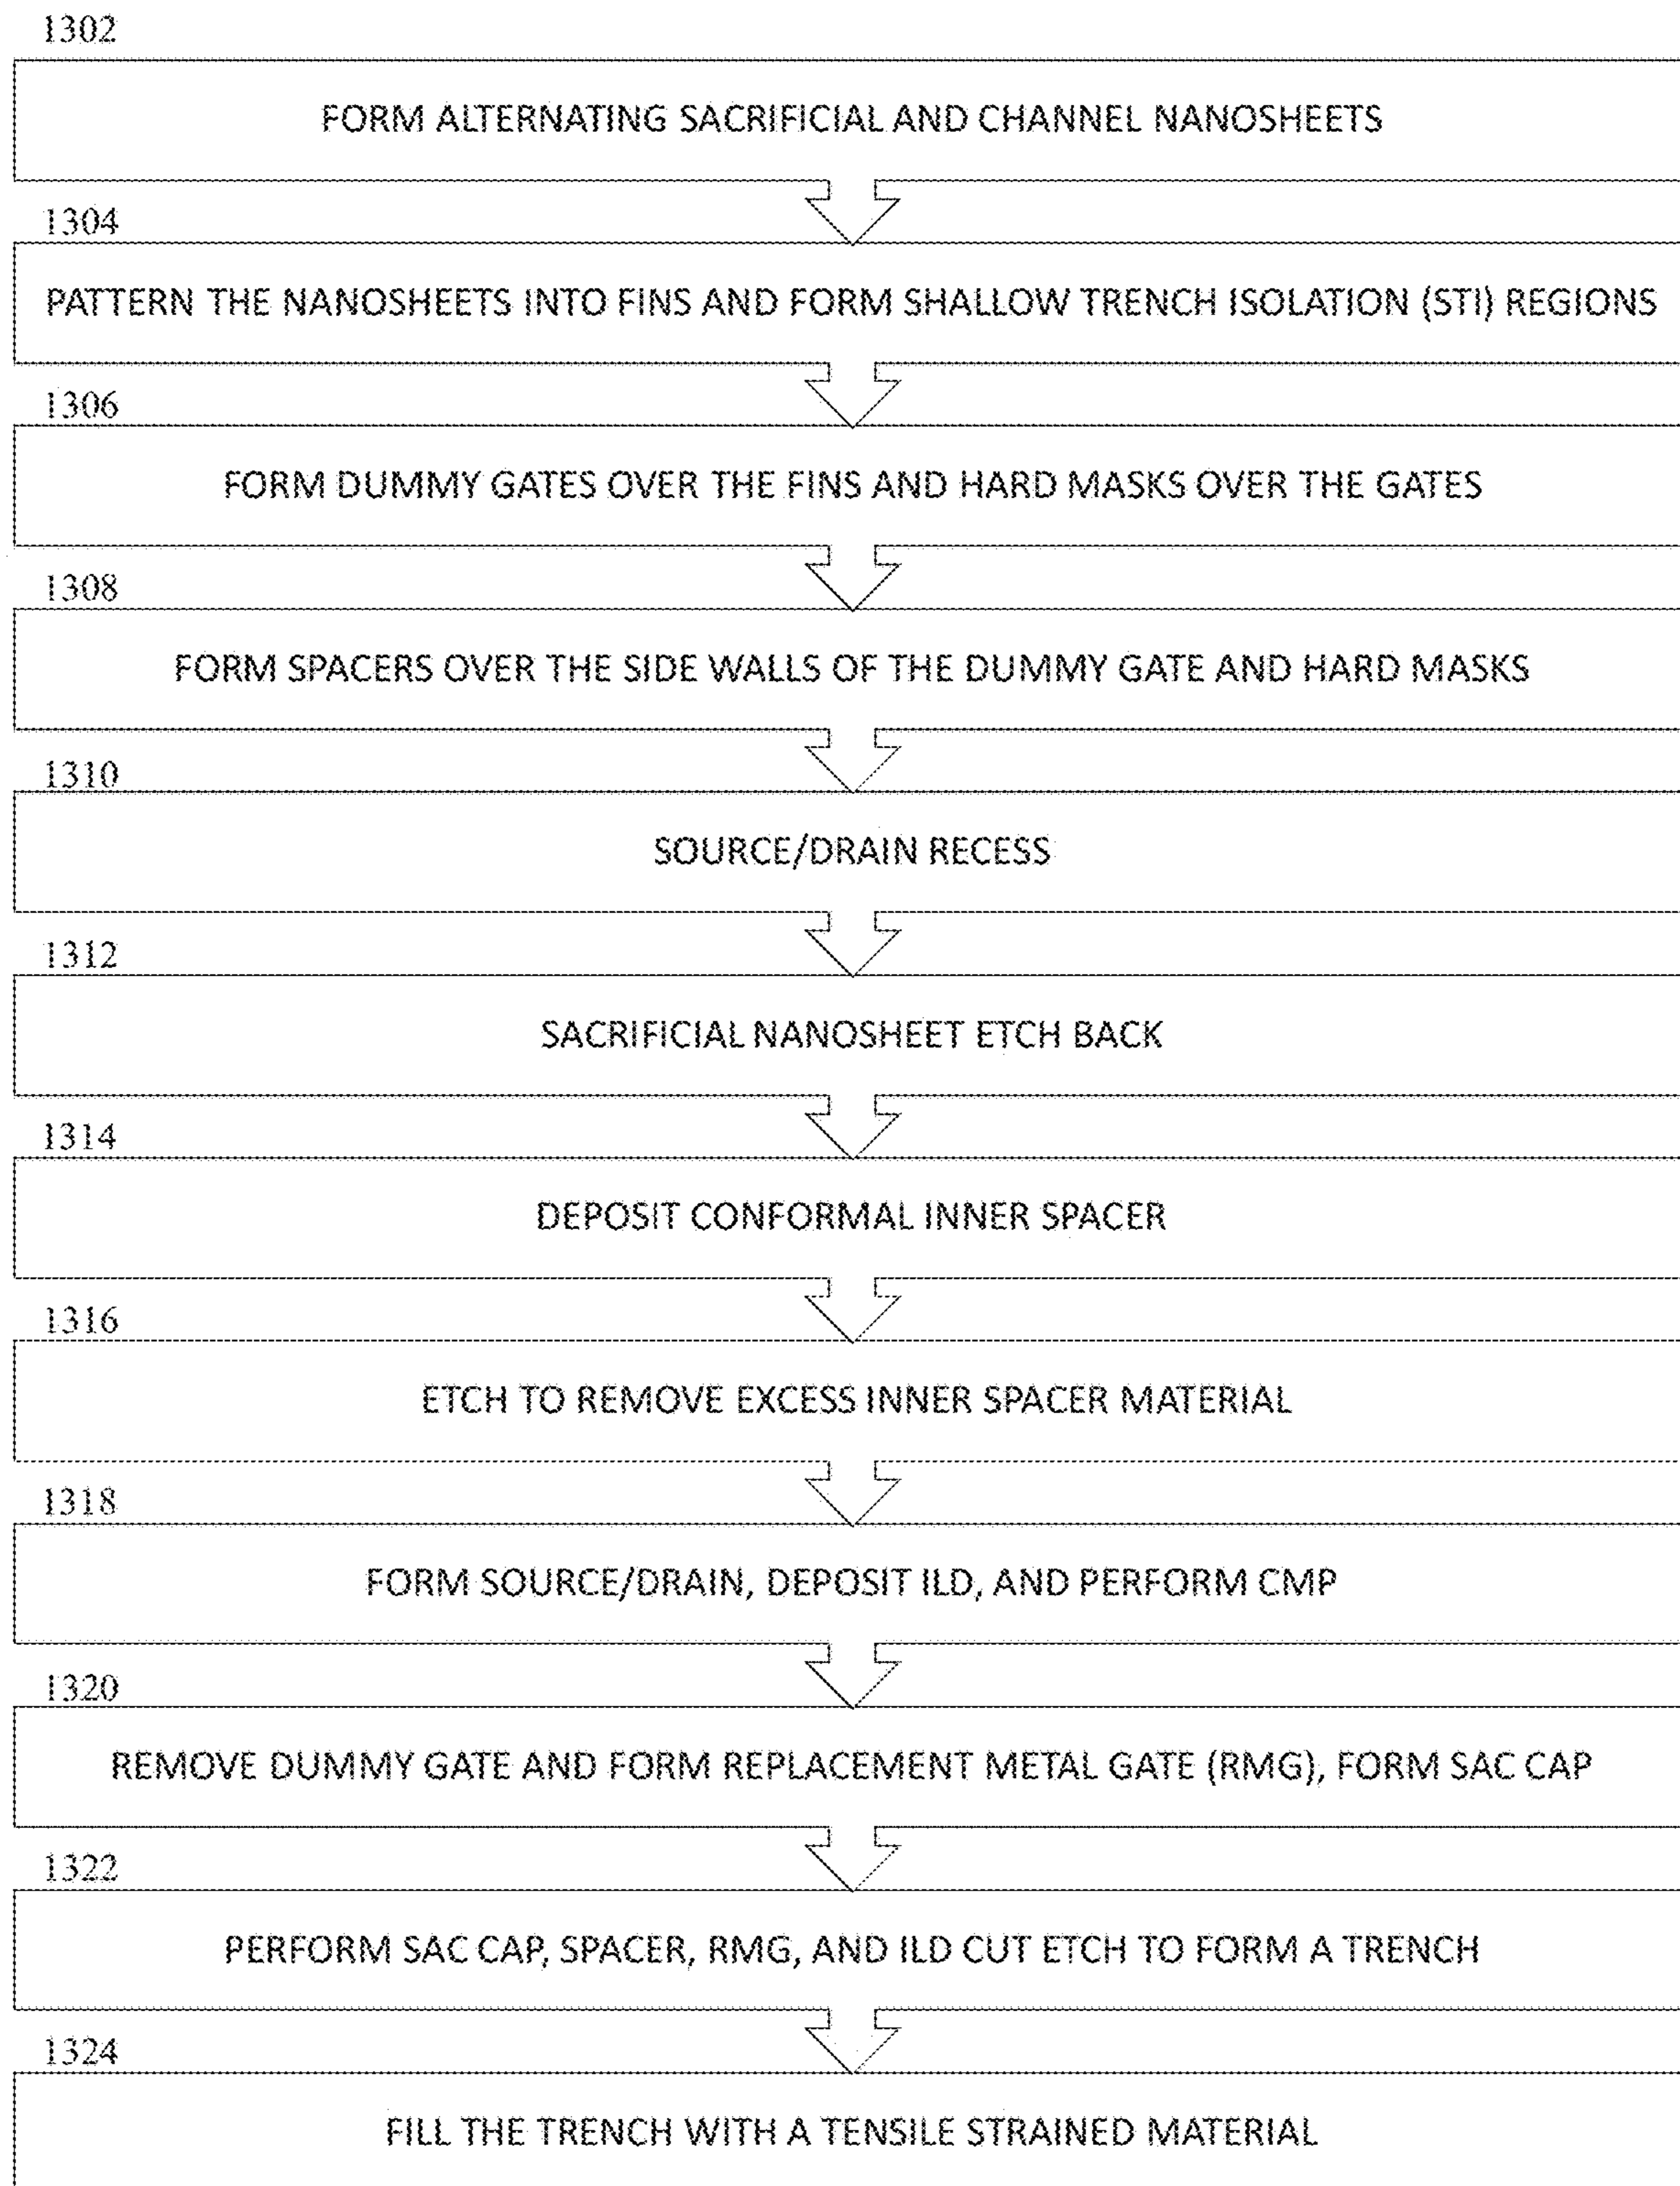 1302
FORM ALTERNATING SACRIFICIAL AND CHANNEL NANOSHEETS
1304
PATTERN THE NANOSHEETS INTO FINS AND FORM SHALLOW TRENCH ISOLATION (STI) REGIONS
1306
FORM DUMMY GATES OVER THE FINS AND HARD MASKS OVER THE GATES
1308
FORM SPACERS OVER THE SIDE WALLS OF THE DUMMY GATE AND HARD MASKS
1310
SOURCE/DRAIN RECESS
1312
SACRIFICIAL NANOSHEET ETCH BACK
1314
DEPOSIT CONFORMAL INNER SPACER
1316
ETCH TO REMOVE EXCESS INNER SPACER MATERIAL
1318
FORM SOURCE/DRAIN, DEPOSIT ILD, AND PERFORM CMP
1320
REMOVE DUMMY GATE AND FORM REPLACEMENT METAL GATE (RMG), FORM SAC CAP
1322
PERFORM SAC CAP, SPACER, RMG, AND ILD CUT ETCH TO FORM A TRENCH
1324
FILL THE TRENCH WITH A TENSILE STRAINED MATERIAL